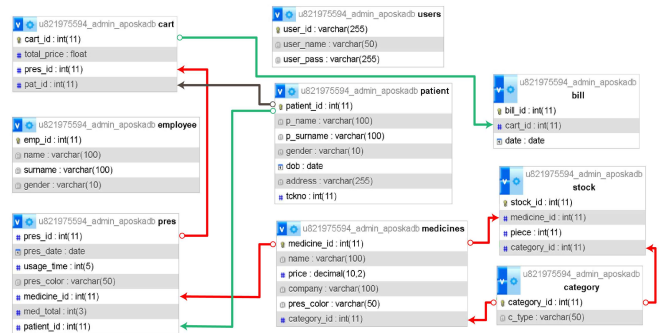 u821975594_admin_aposkadb cart
cart_id : int(11)
total_price : float
pres_id : int(11)
pat_id : int(11)
u821975594_admin_aposkadb users
user_id : varchar(255)
user_name : varchar(50)
user_pass : varchar(255)
u821975594_admin_aposkadb
bill
bill_id : int(11)
cart_id : int(11)
date : date
u821975594_admin_aposkadb patient
patient_id : int(11)
p_name : varchar(100)
p_surname : varchar(100)
gender : varchar(10)
dob : date
address : varchar(255)
tckno : int(11)
u821975594_admin_aposkadb employee
emp_id : int(11)
name : varchar(100)
surname : varchar(100)
gender : varchar(10)
u821975594_admin_aposkadb
stock
stock_id : int(11)
medicine_id : int(11)
piece : int(11)
category_id : int(11)
u821975594_admin_aposkadb pres
pres_id : int(11)
pres_date : date
usage_time : int(5)
pres_color : varchar(50)
medicine_id : int(11)
med_total : int(3)
patient_id : int(11)
u821975594_admin_aposkadb medicines
medicine_id : int(11)
name : varchar(100)
price : decimal(10,2)
company : varchar(100)
pres_color : varchar(50)
category_id : int(11)
u821975594_admin_aposkadb
category
category_id : int(11)
c_type : varchar(50)